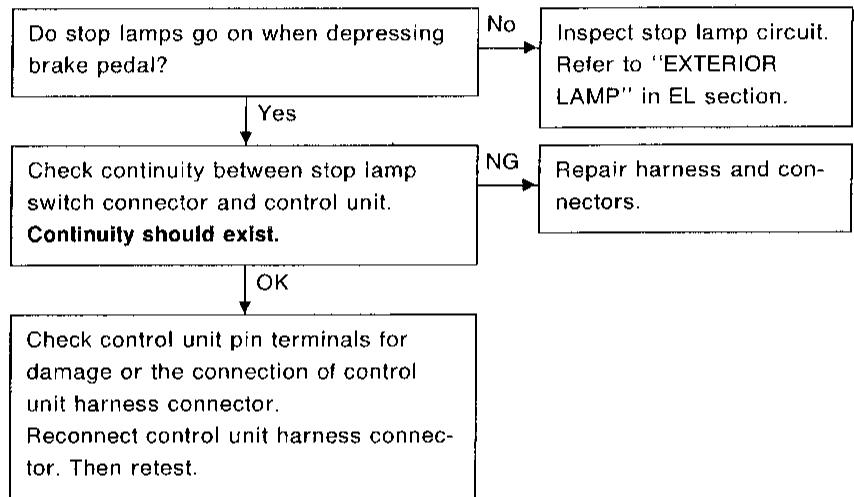 Do stop lamps go on when depressing
brake pedal?
No
Inspect stop lamp circuit.
Refer to "EXTERIOR
LAMP" in EL section.
Yes
Check continuity between stop lamp
switch connector and control unit.
Continuity should exist.
NG
Repair harness and con-
nectors.
OK
Check control unit pin terminals for
damage or the connection of control
unit harness connector.
Reconnect control unit harness connec-
tor. Then retest.